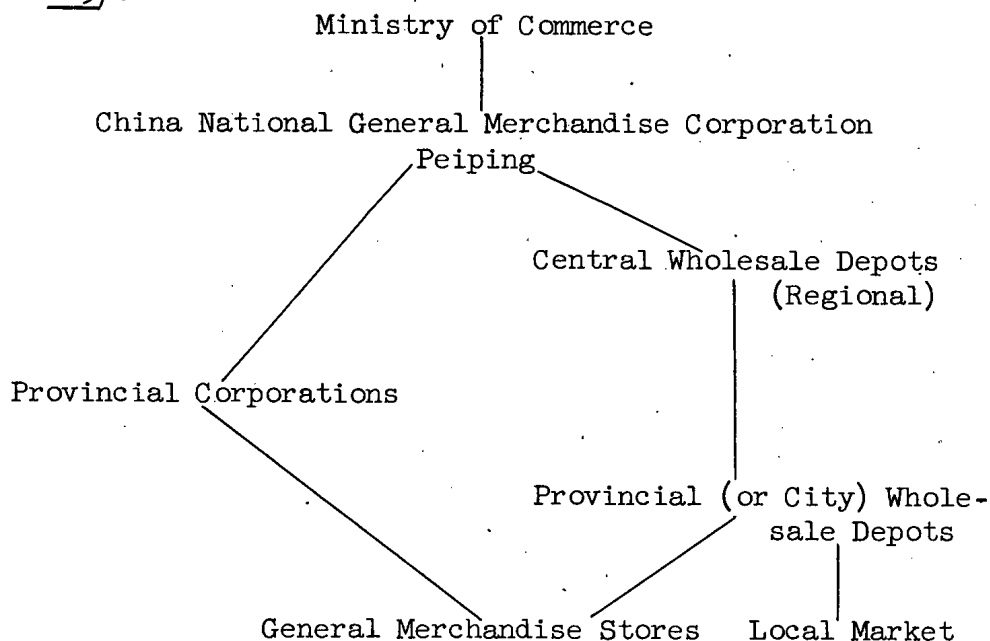 Ministry of Commerce
China National General Merchandise Corporation
Peiping
Central Wholesale Depots
(Regional)
Provincial Corporations
Provincial (or City) Whole-
sale Depots
General Merchandise Stores
Local Market